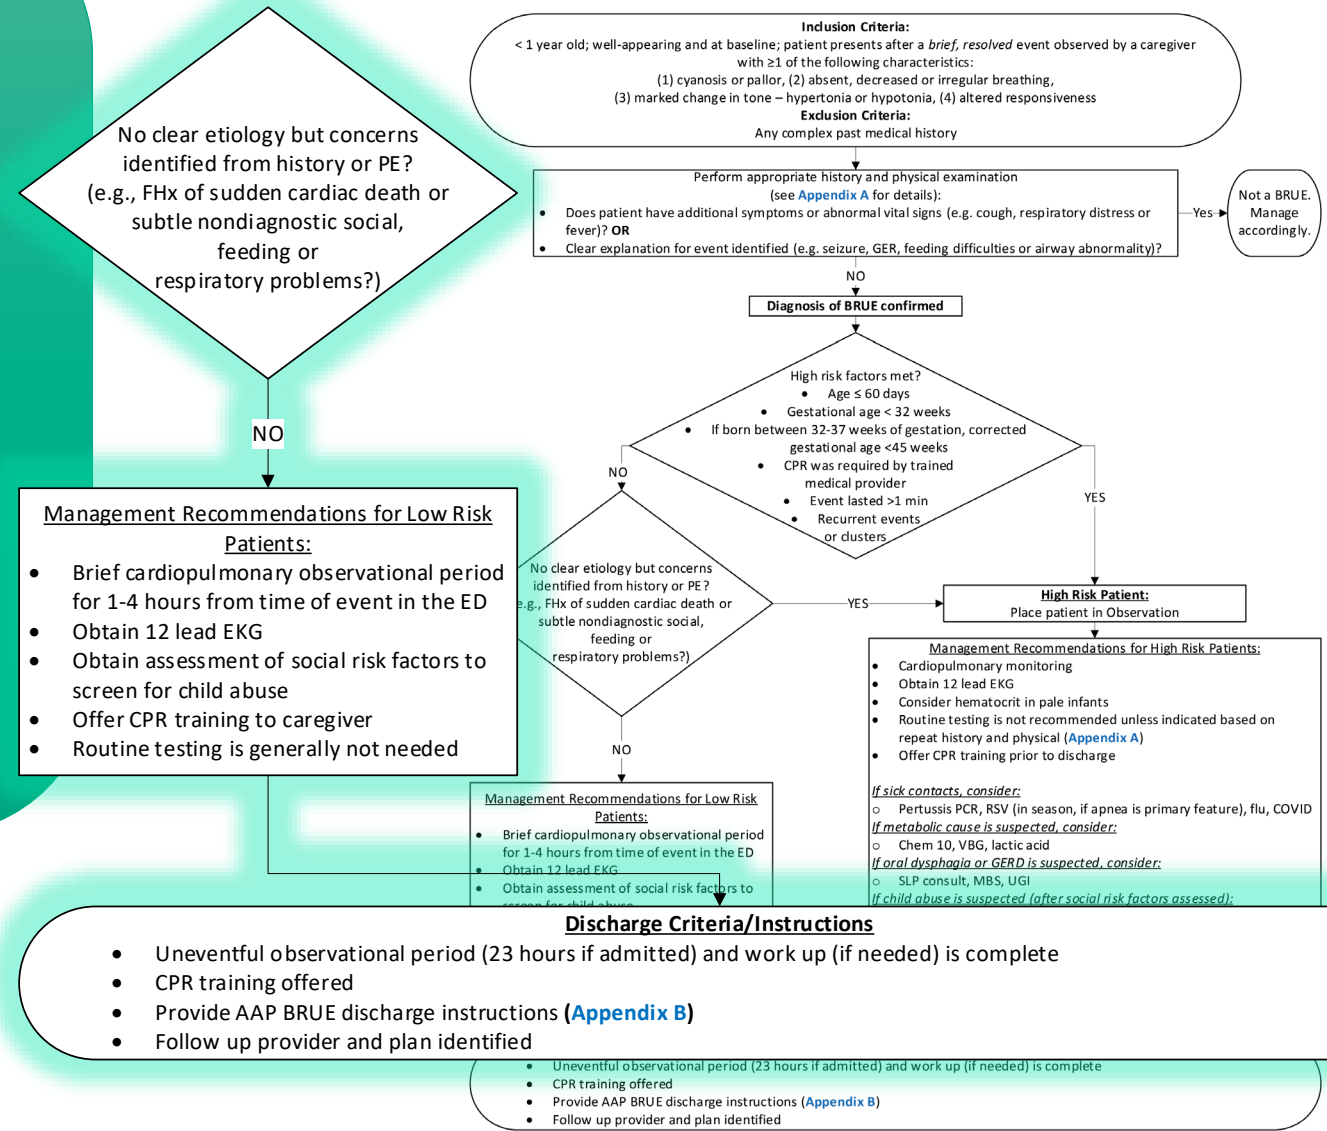 No clear etiology but concerns
identified from history or PE?
(e.g., FHx of sudden cardiac death or
subtle nondiagnostic social,
feeding or
respiratory problems?)
NO
Management Recommendations for Low Risk
Patients:
• Brief cardiopulmonary observational period
for 1-4 hours from time of event in the ED
• Obtain 12 lead EKG
• Obtain assessment of social risk factors to
screen for child abuse
• Offer CPR training to caregiver
• Routine testing is generally not needed
Inclusion Criteria:
< 1 year old; well-appearing and at baseline; patient presents after a brief, resolved event observed by a caregiver
with ≥1 of the following characteristics:
(1) cyanosis or pallor, (2) absent, decreased or irregular breathing,
(3) marked change in tone – hypertonia or hypotonia, (4) altered responsiveness
Exclusion Criteria:
Any complex past medical history
Perform appropriate history and physical examination
(see Appendix A for details):
• Does patient have additional symptoms or abnormal vital signs (e.g. cough, respiratory distress or
fever)? OR
• Clear explanation for event identified (e.g. seizure, GER, feeding difficulties or airway abnormality)?
Yes
Not a BRUE.
Manage
accordingly.
NO
Diagnosis of BRUE confirmed
High risk factors met?
• Age ≤ 60 days
• Gestational age < 32 weeks
• If born between 32-37 weeks of gestation, corrected
gestational age <45 weeks
• CPR was required by trained
medical provider
• Event lasted >1 min
• Recurrent events
or clusters
NO
YES
No clear etiology but concerns
identified from history or PE?
e.g., FHx of sudden cardiac death or
subtle nondiagnostic social,
feeding or
respiratory problems?)
YES
High Risk Patient:
Place patient in Observation
NO
Management Recommendations for High Risk Patients:
• Cardiopulmonary monitoring
• Obtain 12 lead EKG
• Consider hematocrit in pale infants
• Routine testing is not recommended unless indicated based on
repeat history and physical (Appendix A)
• Offer CPR training prior to discharge
If sick contacts, consider:
o Pertussis PCR, RSV (in season, if apnea is primary feature), flu, COVID
If metabolic cause is suspected, consider:
o Chem 10, VBG, lactic acid
If oral dysphagia or GERD is suspected, consider:
o SLP consult, MBS, UGI
If child abuse is suspected (after social risk factors assessed):
Management Recommendations for Low Risk
Patients:
• Brief cardiopulmonary observational period
for 1-4 hours from time of event in the ED
• Obtain 12 lead EKG
• Obtain assessment of social risk factors to
screen for child abuse
Discharge Criteria/Instructions
• Uneventful observational period (23 hours if admitted) and work up (if needed) is complete
• CPR training offered
• Provide AAP BRUE discharge instructions (Appendix B)
• Follow up provider and plan identified
• Uneventful observational period (23 hours if admitted) and work up (if needed) is complete
• CPR training offered
• Provide AAP BRUE discharge instructions (Appendix B)
• Follow up provider and plan identified